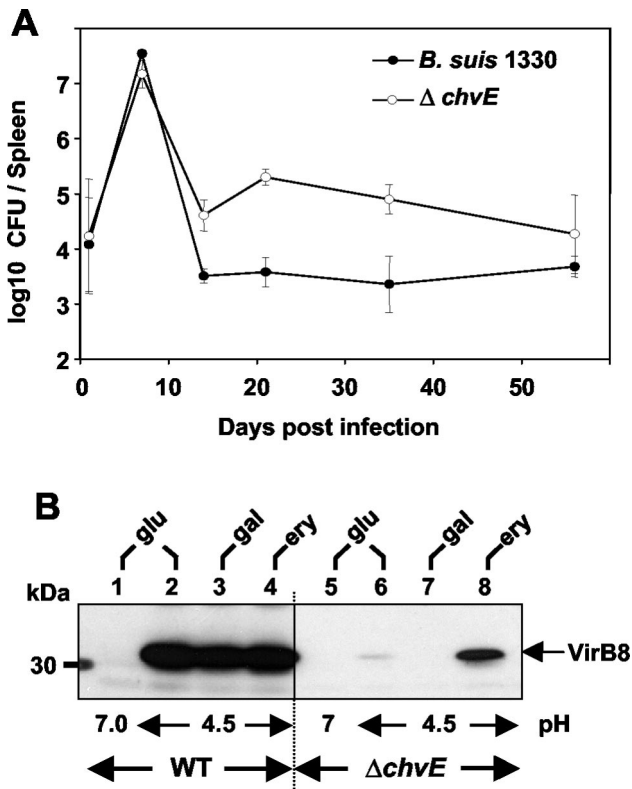 A
log10 CFU / Spleen
7
6
5
4
3
2
B. suis 1330
Δ chvE
0 10 20 30 40 50
Days post infection
B
glu gal ery glu gal ery
kDa 1 2 3 4 5 6 7 8
30
VirB8
7.0 4.5 7 4.5 pH
WT ΔchvE